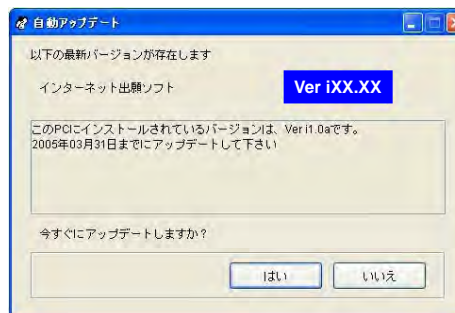 自動アップデート
以下の最新バージョンが存在します
インターネット出願ソフト
Ver iXX.XX
このPCにインストールされているバージョンは、Ver i1.0aです。
2005年03月31日までにアップデートして下さい
今すぐにアップデートしますか？
はい
いいえ